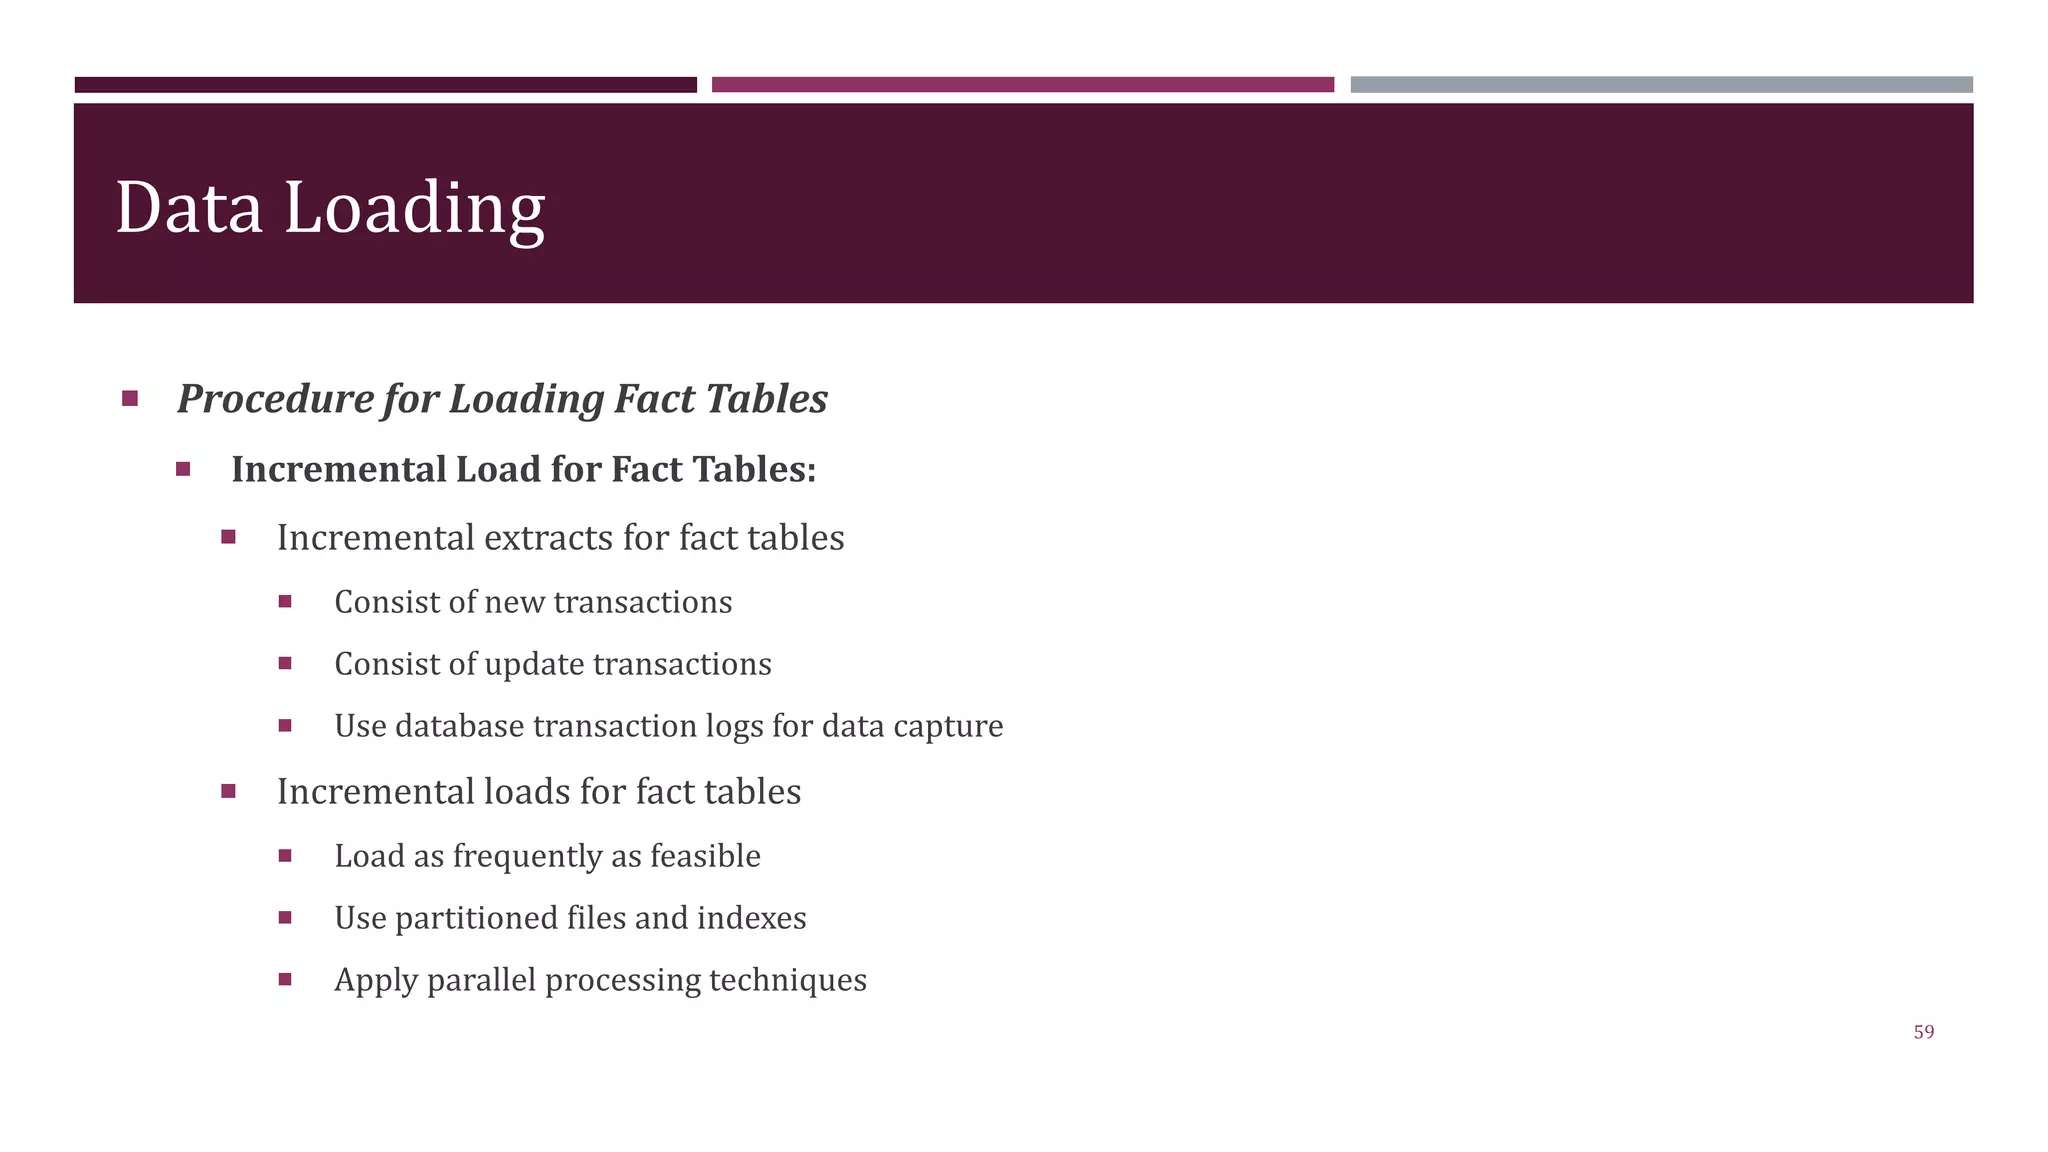 Data Loading
Procedure for Loading Fact Tables
Incremental Load for Fact Tables:
Incremental extracts for fact tables
Consist of new transactions
Consist of update transactions
Use database transaction logs for data capture
Incremental loads for fact tables
Load as frequently as feasible
Use partitioned files and indexes
Apply parallel processing techniques
59